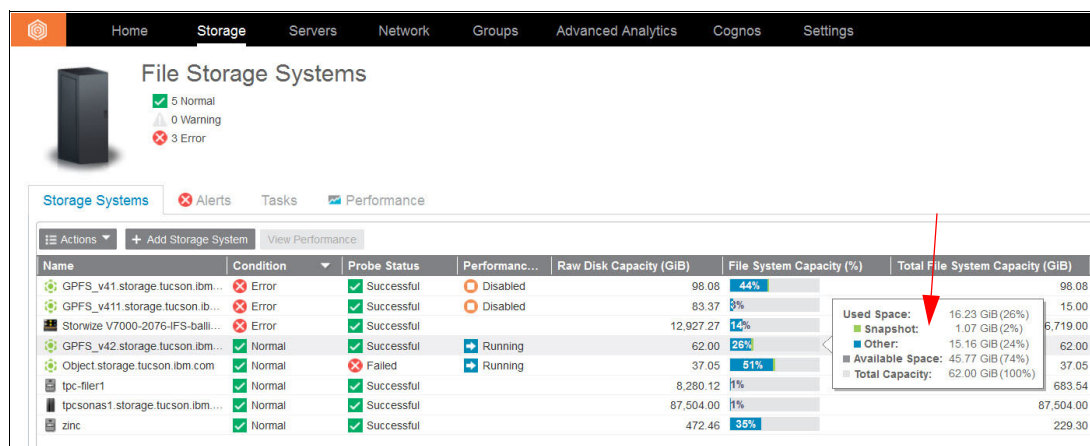 Home Storage Servers Network Groups Advanced Analytics Cognos Settings
File Storage Systems
5 Normal
0 Warning
3 Error
Storage Systems Alerts Tasks Performance
Actions + Add Storage System View Performance
Name Condition Probe Status Performanc... Raw Disk Capacity (GiB) File System Capacity (%) Total File System Capacity (GiB)
GPFS_v41.storage.tucson.ibm... Error Successful Disabled 98.08 44% 98.08
GPFS_v411.storage.tucson.ib... Error Successful Disabled 83.37 3% 15.00
Storwize V7000-2076-IFS-balli... Error Successful 12,927.27 14% 6,719.00
GPFS_v42.storage.tucson.ibm... Normal Successful Running 62.00 26% 62.00
Object.storage.tucson.ibm.com Normal Failed Running 37.05 51% 37.05
tpc-filer1 Normal Successful 8,280.12 1% 683.54
tpcsonas1.storage.tucson.ibm.... Normal Successful 87,504.00 1% 87,504.00
zinc Normal Successful 472.46 35% 229.30
Used Space: 16.23 GiB (26%)
Snapshot: 1.07 GiB (2%)
Other: 15.16 GiB (24%)
Available Space: 45.77 GiB (74%)
Total Capacity: 62.00 GiB (100%)